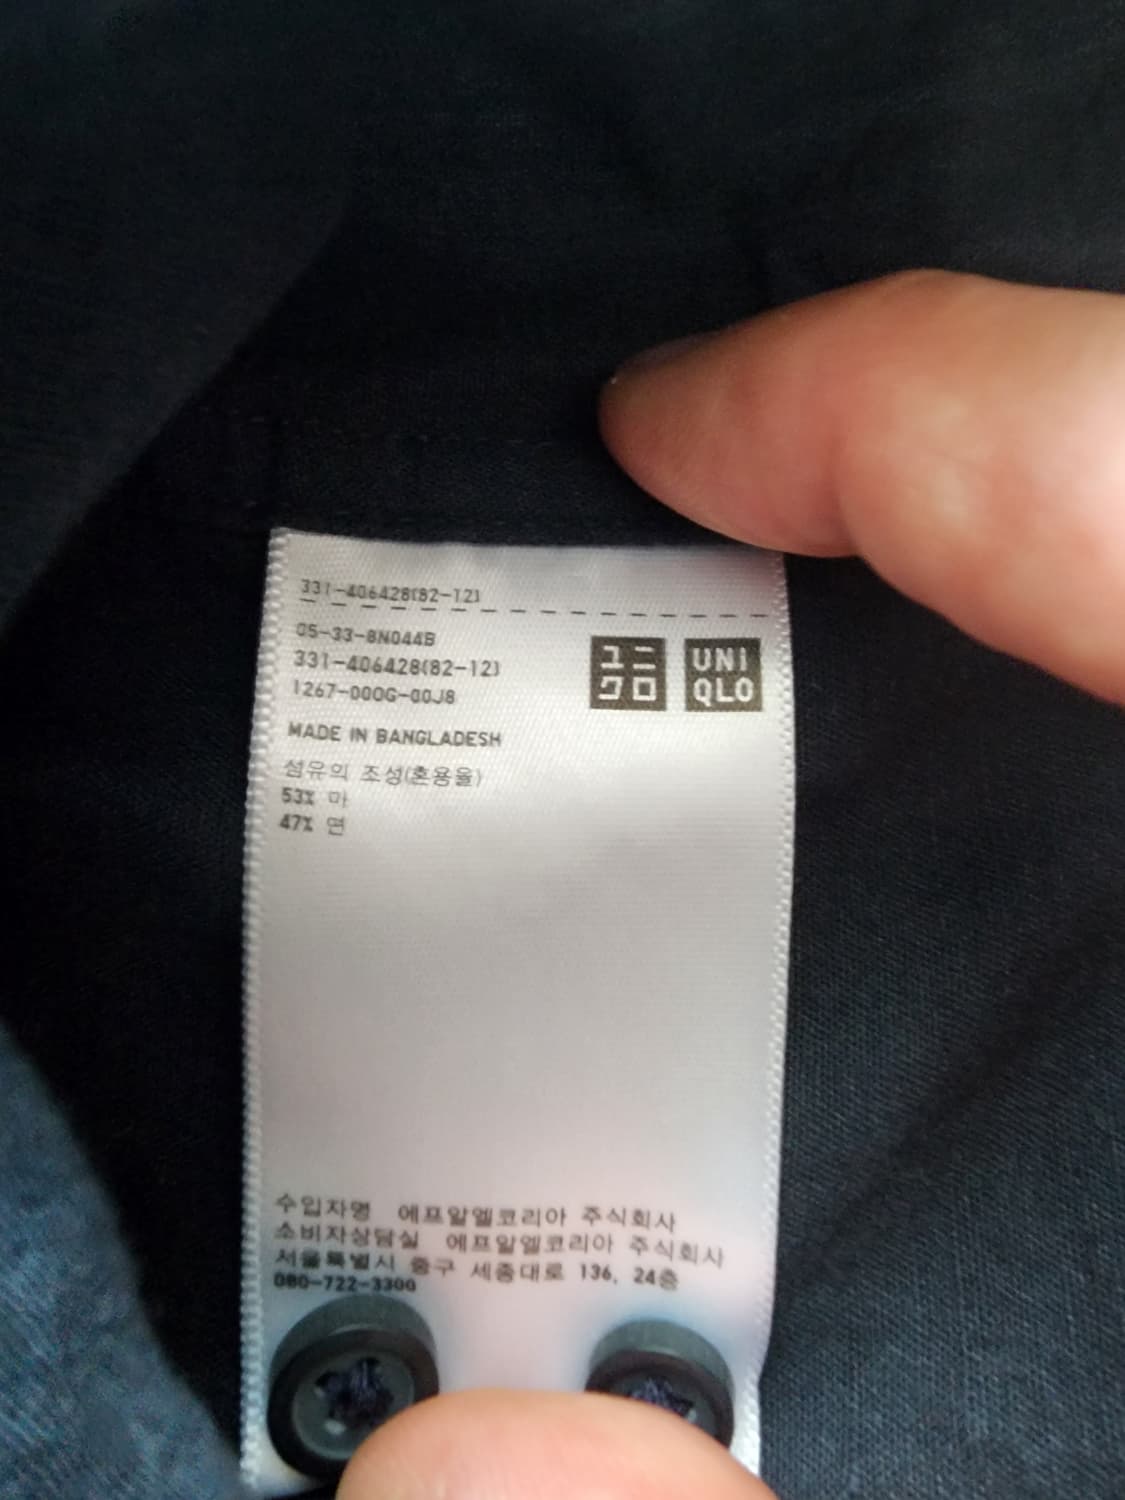 331-406428(82-12)
05-33-8N044B
331-406428(82-12)
1267-000G-00J8
ユニ
クロ
UNI
QLO
MADE IN BANGLADESH
섬유의 조성(혼용율)
53% 마
47% 면
수입자명 에프알엘코리아 주식회사
소비자상담실 에프알엘코리아 주식회사
서울특별시 중구 세종대로 136, 24층
080-722-3300